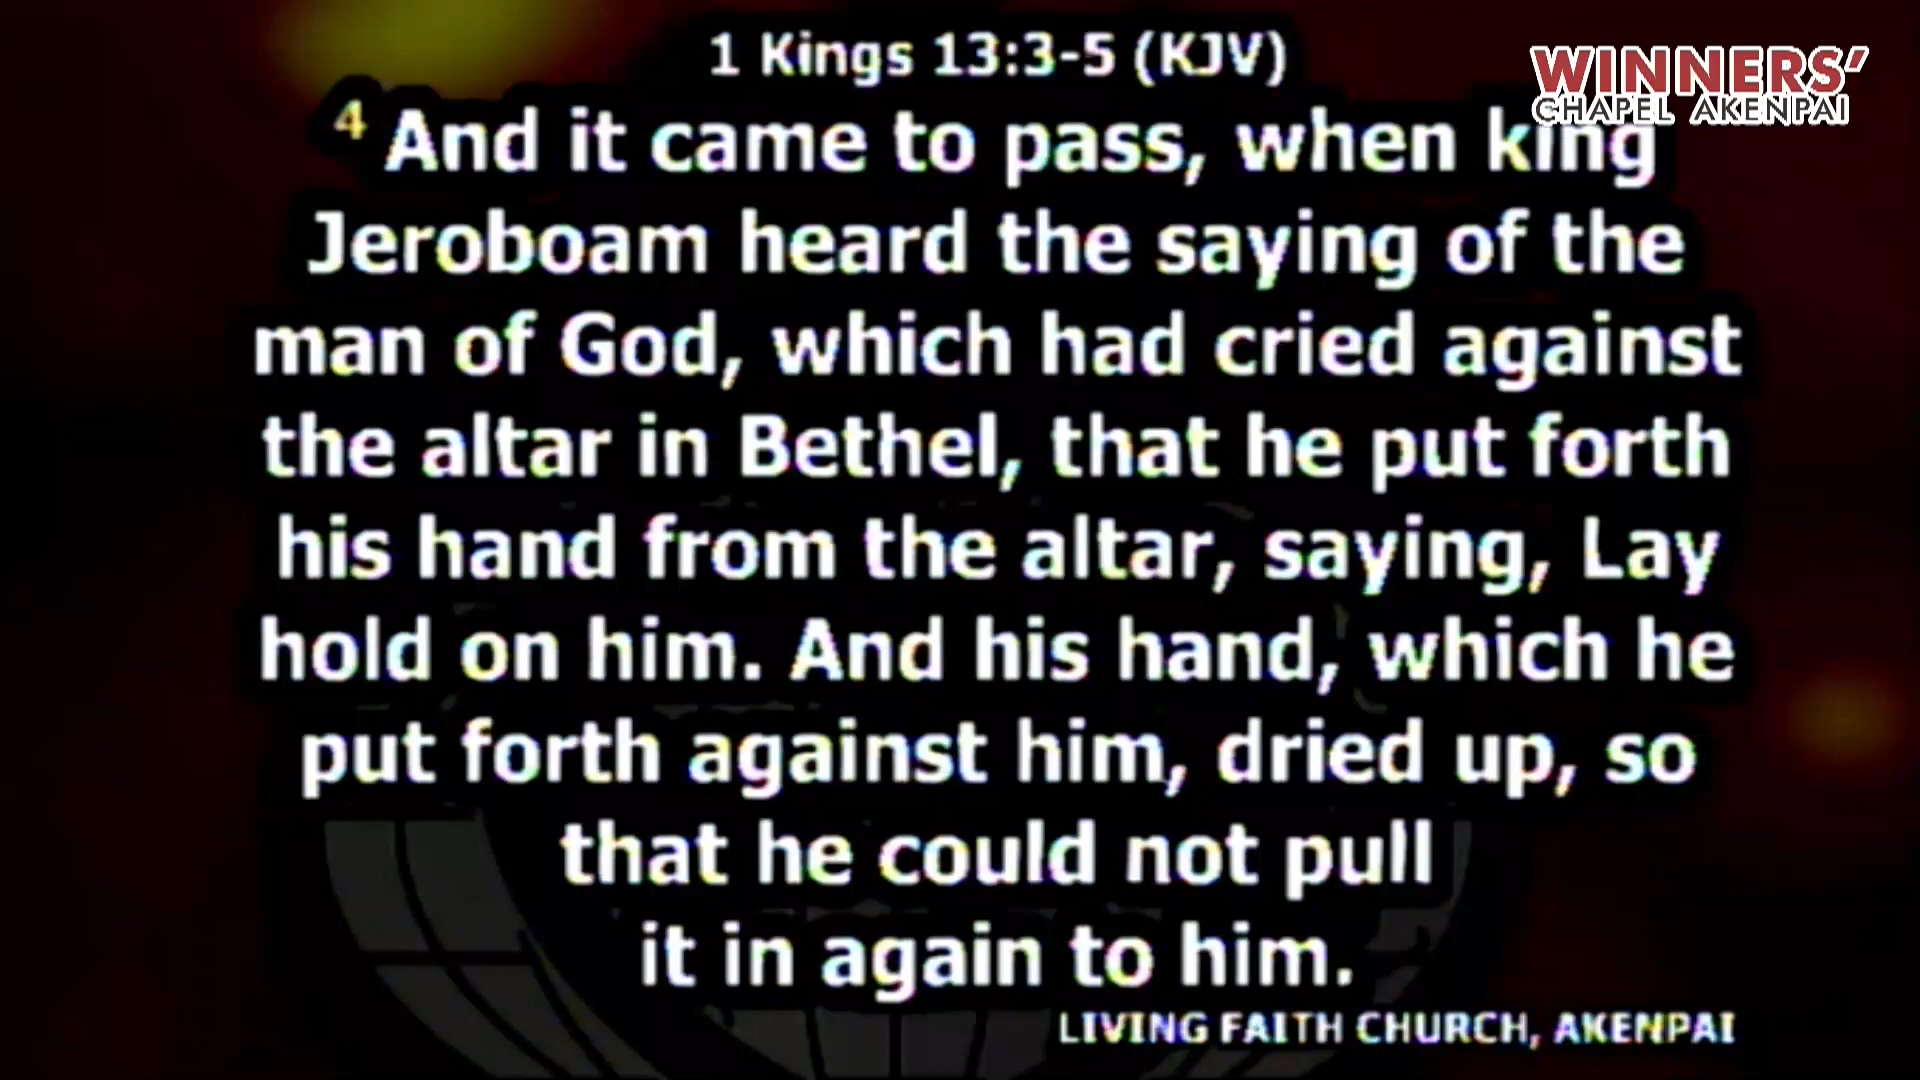 1 Kings 13:3-5 (KJV)
WINNERS'
CHAPEL AKENPAI
4 And it came to pass, when king
Jeroboam heard the saying of the
man of God, which had cried against
the altar in Bethel, that he put forth
his hand from the altar, saying, Lay
hold on him. And his hand, which he
put forth against him, dried up, so
that he could not pull
it in again to him.
LIVING FAITH CHURCH, AKENPAI